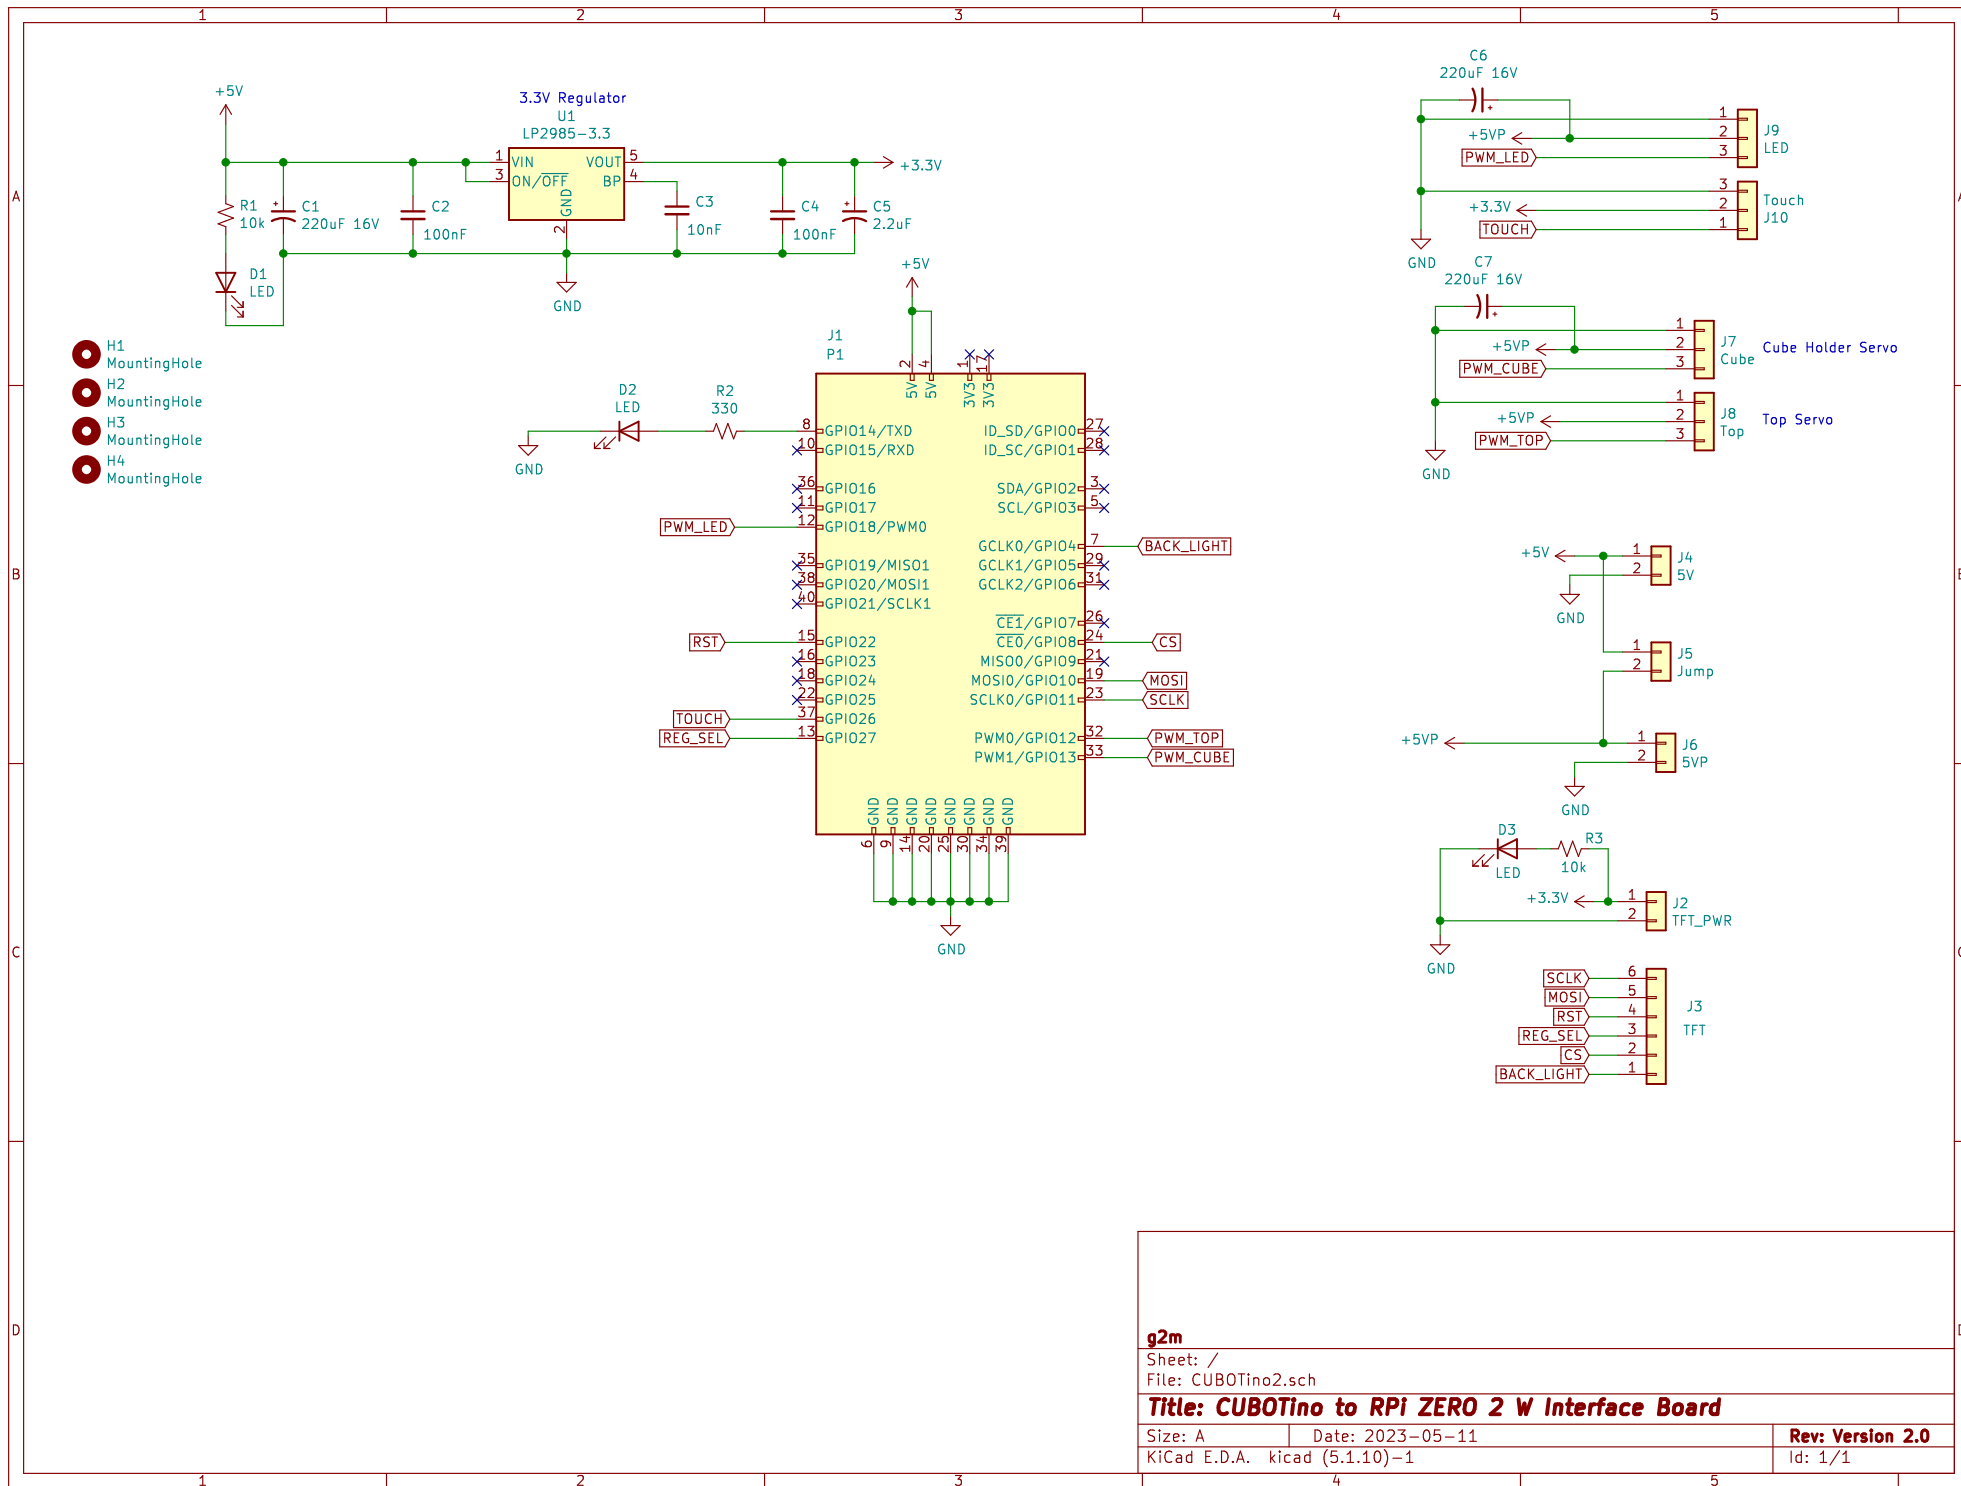 1 2 3 4 5
A
B
C
D
+5V
3.3V Regulator
U1
LP2985-3.3
1 VIN
3 ON/OFF
VOUT 5
BP 4
GND
2
+3.3V
R1
10k
C1
220uF 16V
C2
100nF
C3
10nF
C4
100nF
C5
2.2uF
D1
LED
GND
H1
MountingHole
H2
MountingHole
H3
MountingHole
H4
MountingHole
+5V
J1
P1
2 4 1 17
5V 5V 3V3 3V3
D2
LED
R2
330
GND
8 GPIO14/TXD
10 GPIO15/RXD
36 GPIO16
11 GPIO17
PWM_LED 12 GPIO18/PWM0
35 GPIO19/MISO1
38 GPIO20/MOSI1
40 GPIO21/SCLK1
RST 15 GPIO22
16 GPIO23
18 GPIO24
22 GPIO25
TOUCH 37 GPIO26
REG_SEL 13 GPIO27
ID_SD/GPIO0 27
ID_SC/GPIO1 28
SDA/GPIO2 3
SCL/GPIO3 5
GCLK0/GPIO4 7 BACK_LIGHT
GCLK1/GPIO5 29
GCLK2/GPIO6 31
CE1/GPIO7 26
CE0/GPIO8 24 CS
MISO0/GPIO9 21
MOSI0/GPIO10 19 MOSI
SCLK0/GPIO11 23 SCLK
PWM0/GPIO12 32 PWM_TOP
PWM1/GPIO13 33 PWM_CUBE
GND GND GND GND GND GND GND GND
6 9 14 20 25 30 34 39
GND
C6
220uF 16V
1
+5VP 2
PWM_LED 3
J9
LED
3
+3.3V 2
TOUCH 1
Touch
J10
GND
C7
220uF 16V
1
+5VP 2
PWM_CUBE 3
J7
Cube
Cube Holder Servo
1
+5VP 2
PWM_TOP 3
J8
Top
Top Servo
GND
+5V 1
2
J4
5V
GND
1
2
J5
Jump
+5VP 1
2
J6
5VP
GND
D3
LED
R3
10k
+3.3V 1
2
J2
TFT_PWR
GND
SCLK 6
MOSI 5
RST 4
REG_SEL 3
CS 2
BACK_LIGHT 1
J3
TFT
g2m
Sheet: /
File: CUBOTino2.sch
Title: CUBOTino to RPi ZERO 2 W Interface Board
Size: A Date: 2023-05-11 Rev: Version 2.0
KiCad E.D.A. kicad (5.1.10)-1 Id: 1/1
1 2 3 4 5